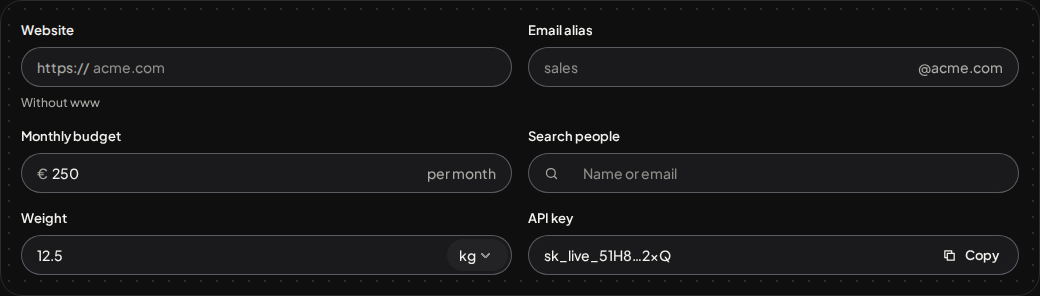 Website
https:// acme.com
Without www
Email alias
sales @acme.com
Monthly budget
€ 250 per month
Search people
Name or email
Weight
12.5 kg
API key
sk_live_51H8…2xQ Copy